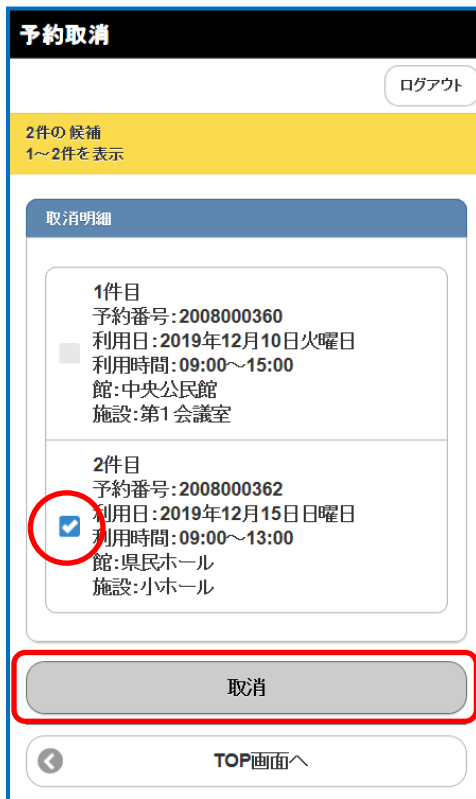 予約取消
ログアウト
2件の候補
1～2件を表示
取消明細
1件目
予約番号:2008000360
利用日:2019年12月10日火曜日
利用時間:09:00～15:00
館:中央公民館
施設:第1会議室
2件目
予約番号:2008000362
利用日:2019年12月15日日曜日
利用時間:09:00～13:00
館:県民ホール
施設:小ホール
取消
TOP画面へ